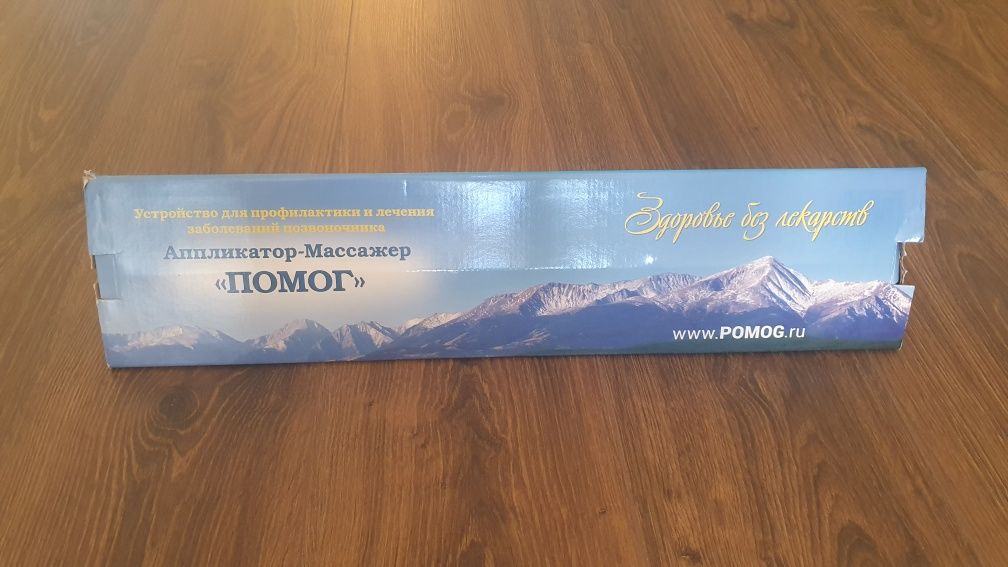 Устройство для профилактики и лечения
заболеваний позвоночника
Аппликатор-Массажер
«ПОМОГ»
Здоровье без лекарств
www.POMOG.ru